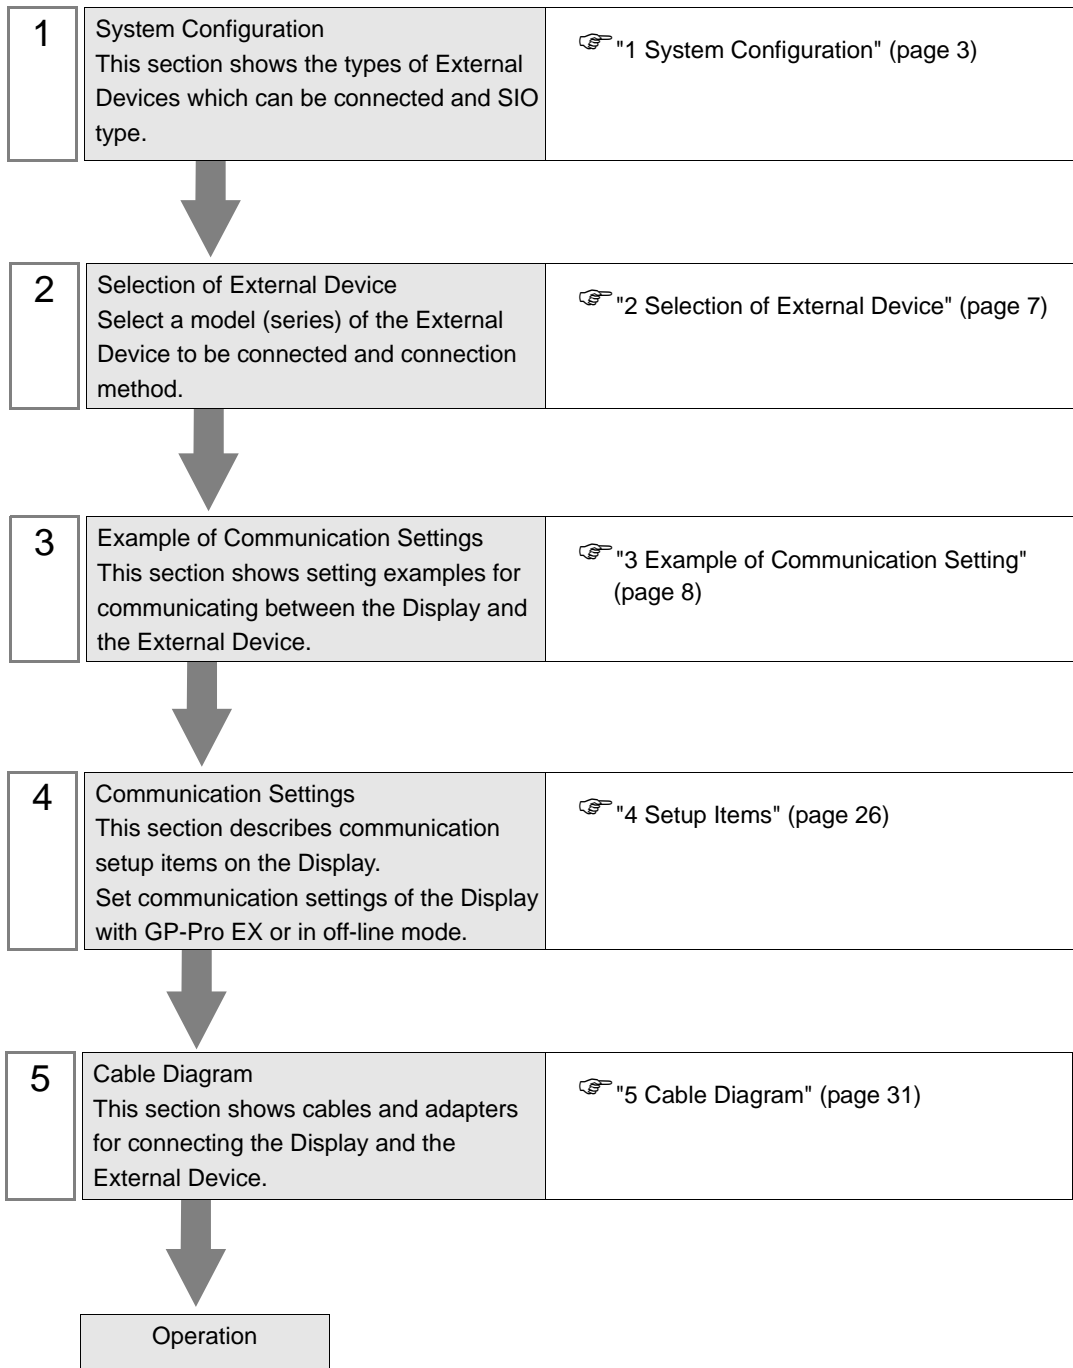 1
System Configuration
This section shows the types of External
Devices which can be connected and SIO
type.
"1 System Configuration" (page 3)
2
Selection of External Device
Select a model (series) of the External
Device to be connected and connection
method.
"2 Selection of External Device" (page 7)
3
Example of Communication Settings
This section shows setting examples for
communicating between the Display and
the External Device.
"3 Example of Communication Setting"
(page 8)
4
Communication Settings
This section describes communication
setup items on the Display.
Set communication settings of the Display
with GP-Pro EX or in off-line mode.
"4 Setup Items" (page 26)
5
Cable Diagram
This section shows cables and adapters
for connecting the Display and the
External Device.
"5 Cable Diagram" (page 31)
Operation